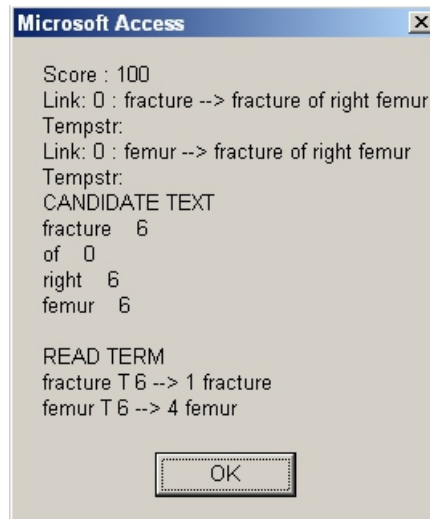 Microsoft Access
Score : 100
Link: 0 : fracture --> fracture of right femur
Tempstr:
Link: 0 : femur --> fracture of right femur
Tempstr:
CANDIDATE TEXT
fracture 6
of 0
right 6
femur 6
READ TERM
fracture T 6 --> 1 fracture
femur T 6 --> 4 femur
OK